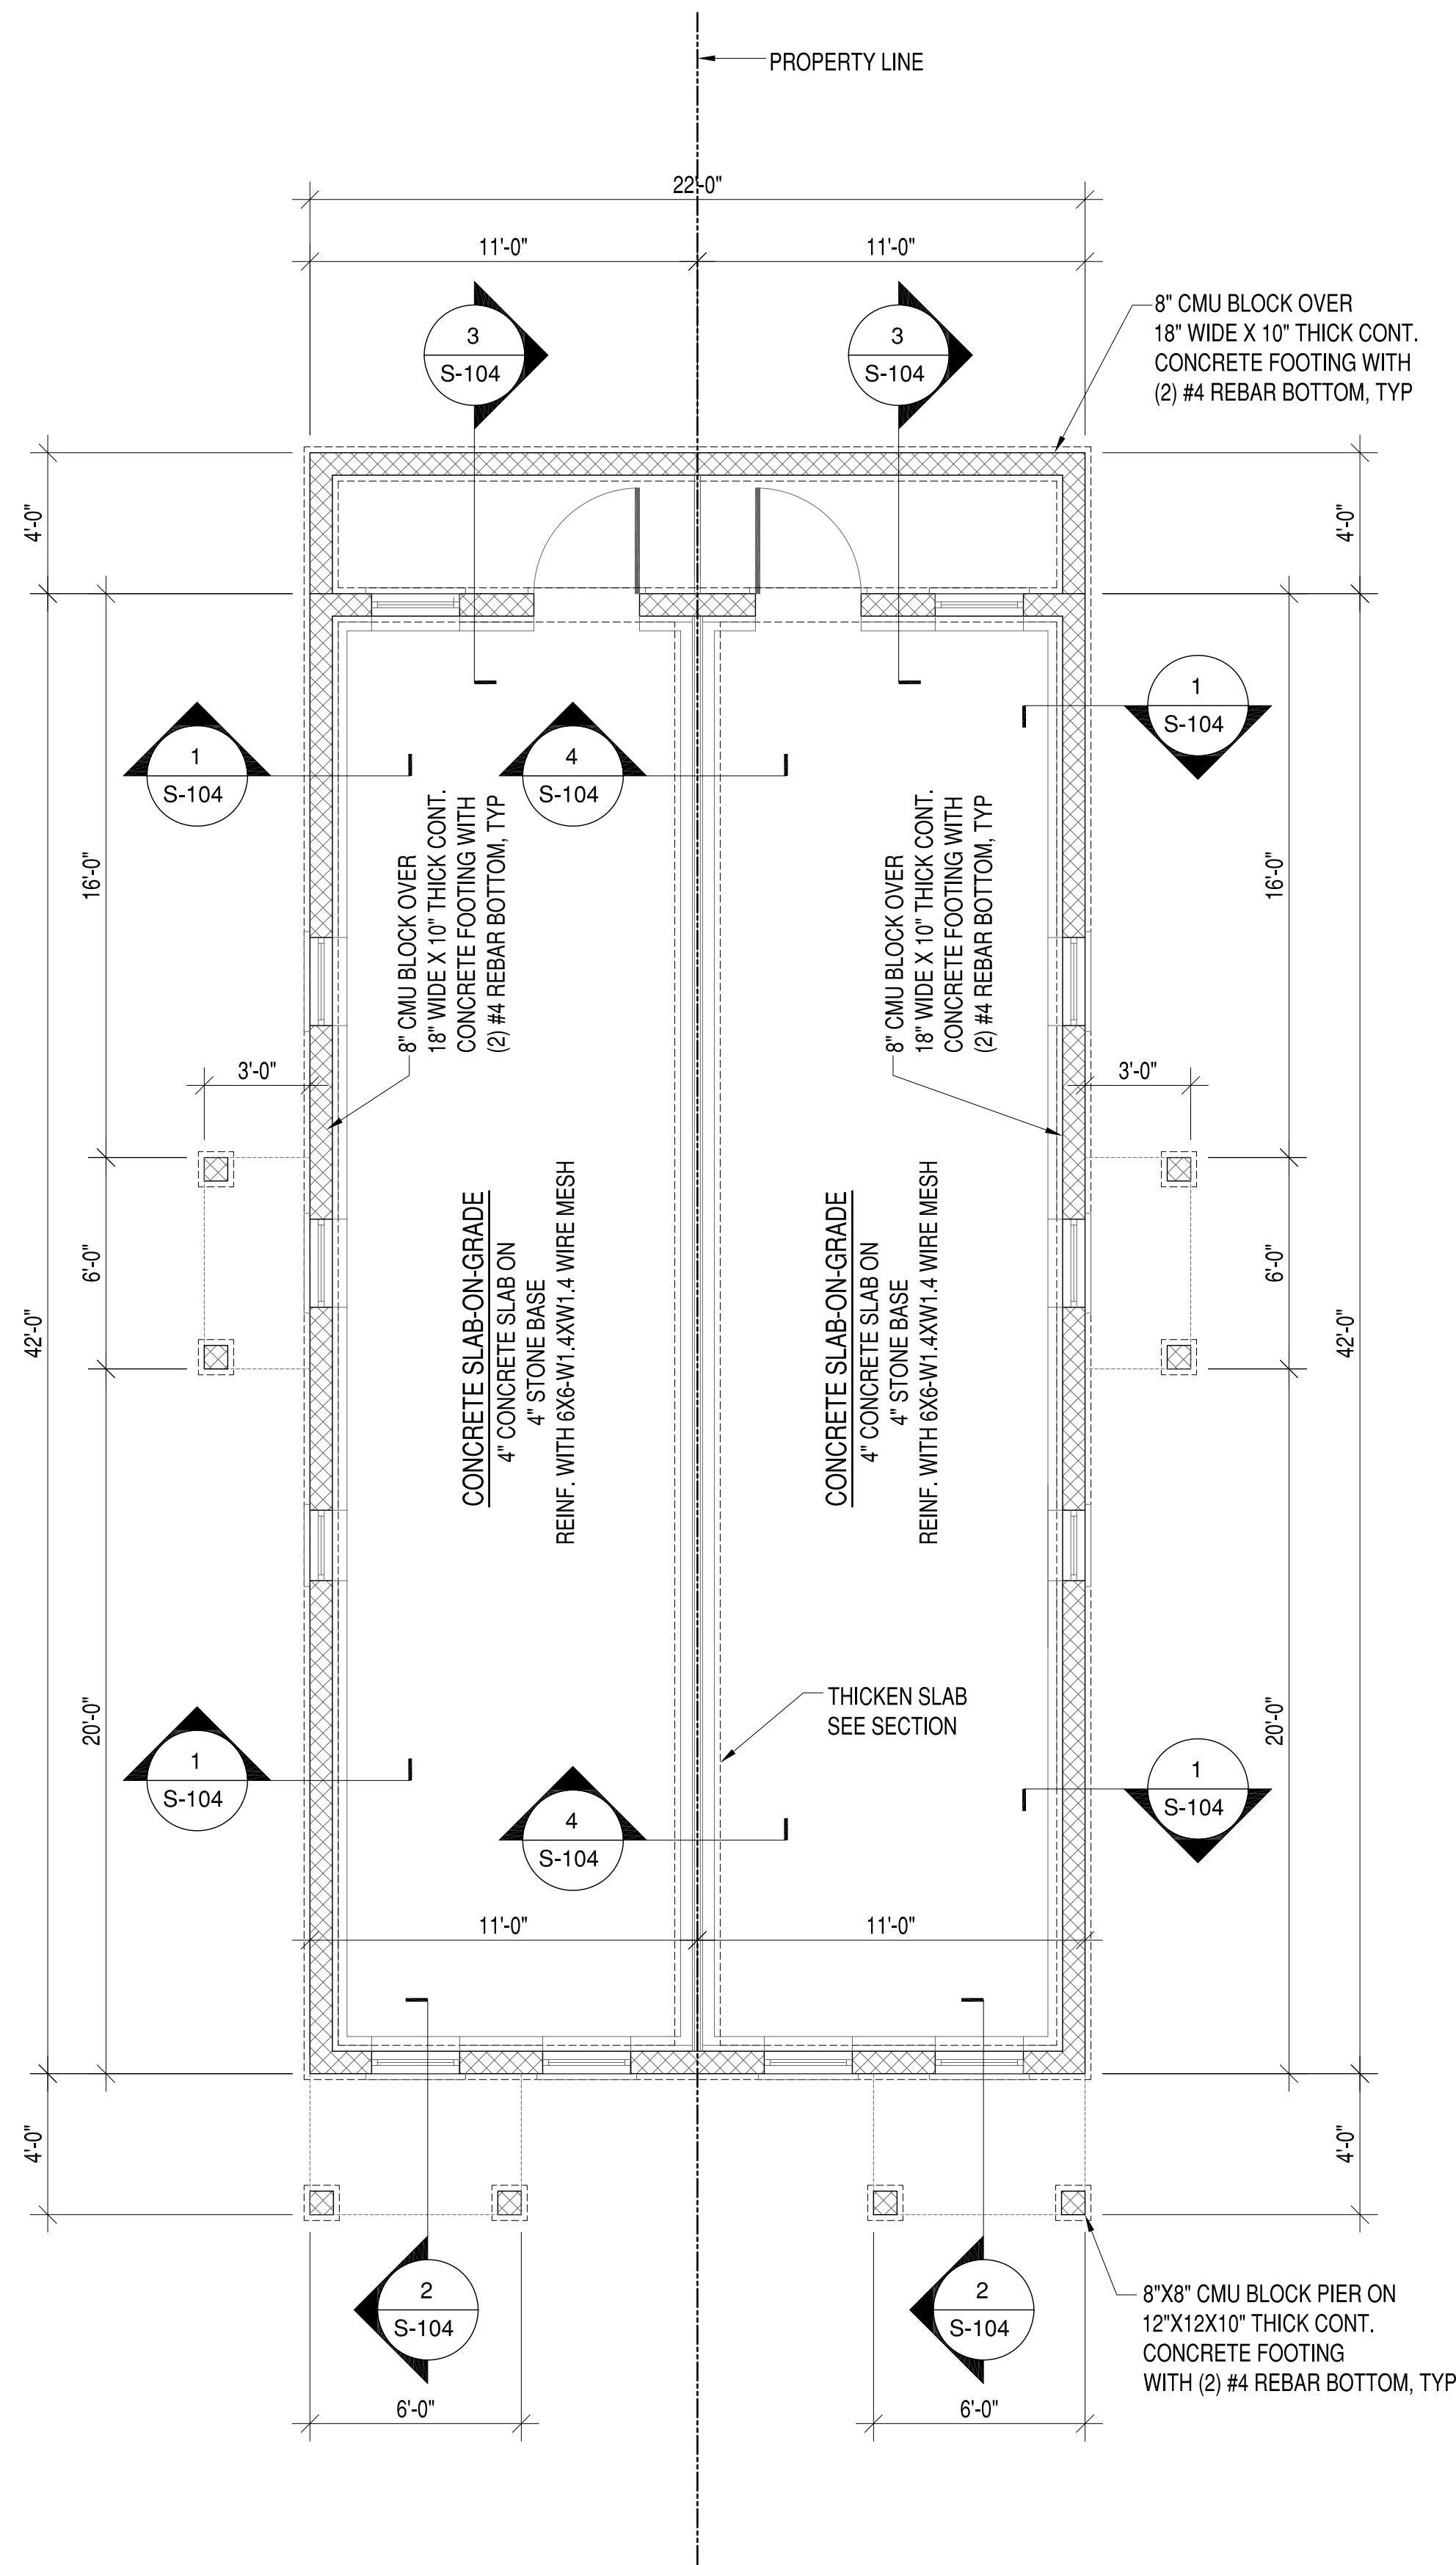 PROPERTY LINE
22'-0"
11'-0"
11'-0"
8" CMU BLOCK OVER
18" WIDE X 10" THICK CONT.
CONCRETE FOOTING WITH
(2) #4 REBAR BOTTOM, TYP
3
S-104
3
S-104
4'-0"
4'-0"
1
S-104
1
S-104
4
S-104
8" CMU BLOCK OVER
18" WIDE X 10" THICK CONT.
CONCRETE FOOTING WITH
(2) #4 REBAR BOTTOM, TYP
8" CMU BLOCK OVER
18" WIDE X 10" THICK CONT.
CONCRETE FOOTING WITH
(2) #4 REBAR BOTTOM, TYP
16'-0"
16'-0"
3'-0"
3'-0"
CONCRETE SLAB-ON-GRADE
4" CONCRETE SLAB ON
4" STONE BASE
REINF. WITH 6X6-W1.4XW1.4 WIRE MESH
CONCRETE SLAB-ON-GRADE
4" CONCRETE SLAB ON
4" STONE BASE
REINF. WITH 6X6-W1.4XW1.4 WIRE MESH
6'-0"
6'-0"
42'-0"
42'-0"
20'-0"
20'-0"
THICKEN SLAB
SEE SECTION
1
S-104
4
S-104
1
S-104
11'-0"
11'-0"
4'-0"
4'-0"
2
S-104
2
S-104
8"X8" CMU BLOCK PIER ON
12"X12X10" THICK CONT.
CONCRETE FOOTING
WITH (2) #4 REBAR BOTTOM, TYP
6'-0"
6'-0"